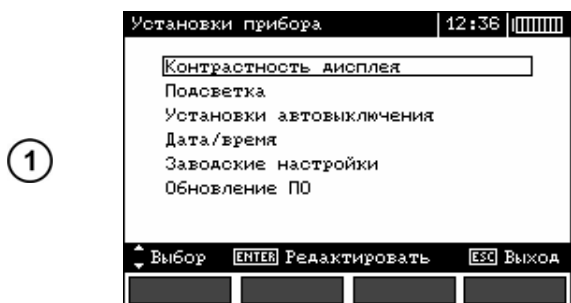 Установки прибора 12:36
Контрастность дисплея
Подсветка
Установки автовыключения
Дата/время
1
Заводские настройки
Обновление ПО
Выбор ENTER Редактировать ESC Выход